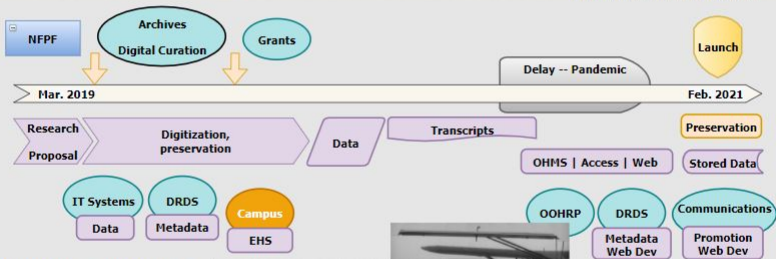 NFPF
Archives
Digital Curation
Grants
Launch
Delay -- Pandemic
Mar. 2019
Feb. 2021
Research
Proposal
Digitization,
preservation
Data
Transcripts
Preservation
OHMS | Access | Web
Stored Data
IT Systems
Data
DRDS
Metadata
Campus
EHS
OOHRP
DRDS
Metadata
Web Dev
Communications
Promotion
Web Dev